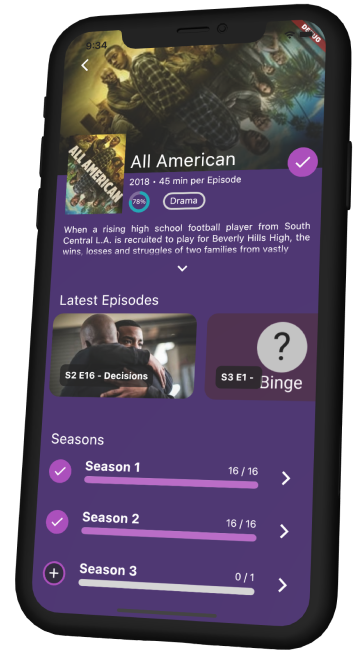 9:34
ALL AMERICAN
All American
2018 • 45 min per Episode
78%
Drama
When a rising high school football player from South
Central L.A. is recruited to play for Beverly Hills High, the
wins, losses and struggles of two families from vastly
Latest Episodes
S2 E16 - Decisions
?
S3 E1 -
Binge
Seasons
Season 1
16 / 16
Season 2
16 / 16
Season 3
0 / 1